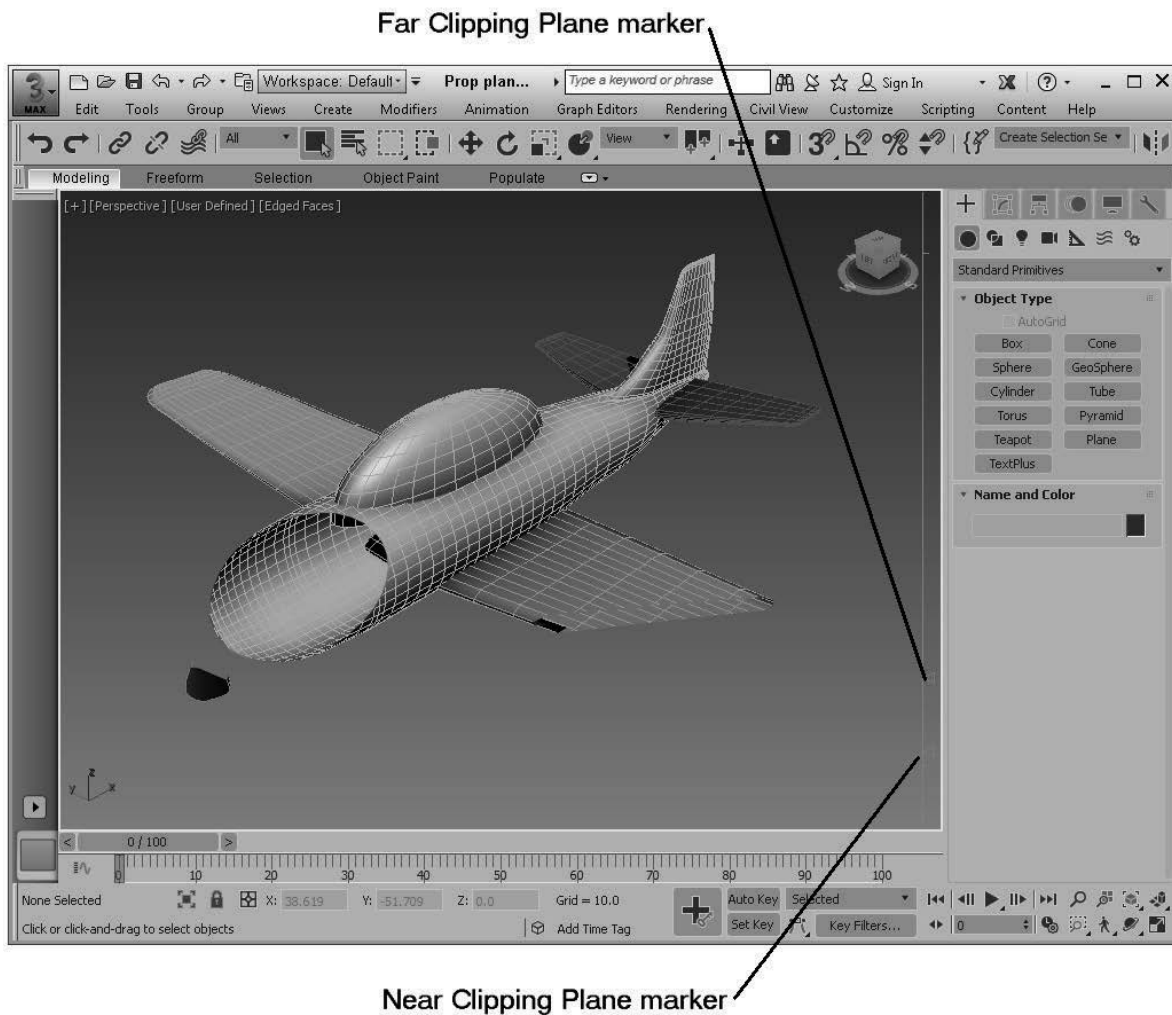 Far Clipping Plane marker
3 MAX Workspace: Default Prop plan... Type a keyword or phrase Sign In
Edit Tools Group Views Create Modifiers Animation Graph Editors Rendering Civil View Customize Scripting Content Help
All View 3 Create Selection Se
Modeling Freeform Selection Object Paint Populate
[+] [Perspective] [User Defined] [Edged Faces]
Standard Primitives
Object Type
AutoGrid
Box Cone
Sphere GeoSphere
Cylinder Tube
Torus Pyramid
Teapot Plane
TextPlus
Name and Color
z
y x
0 / 100
0 10 20 30 40 50 60 70 80 90 100
None Selected X: 38.619 Y: -51.709 Z: 0.0 Grid = 10.0 Auto Key Selected
Click or click-and-drag to select objects Add Time Tag Set Key Key Filters... 0
Near Clipping Plane marker